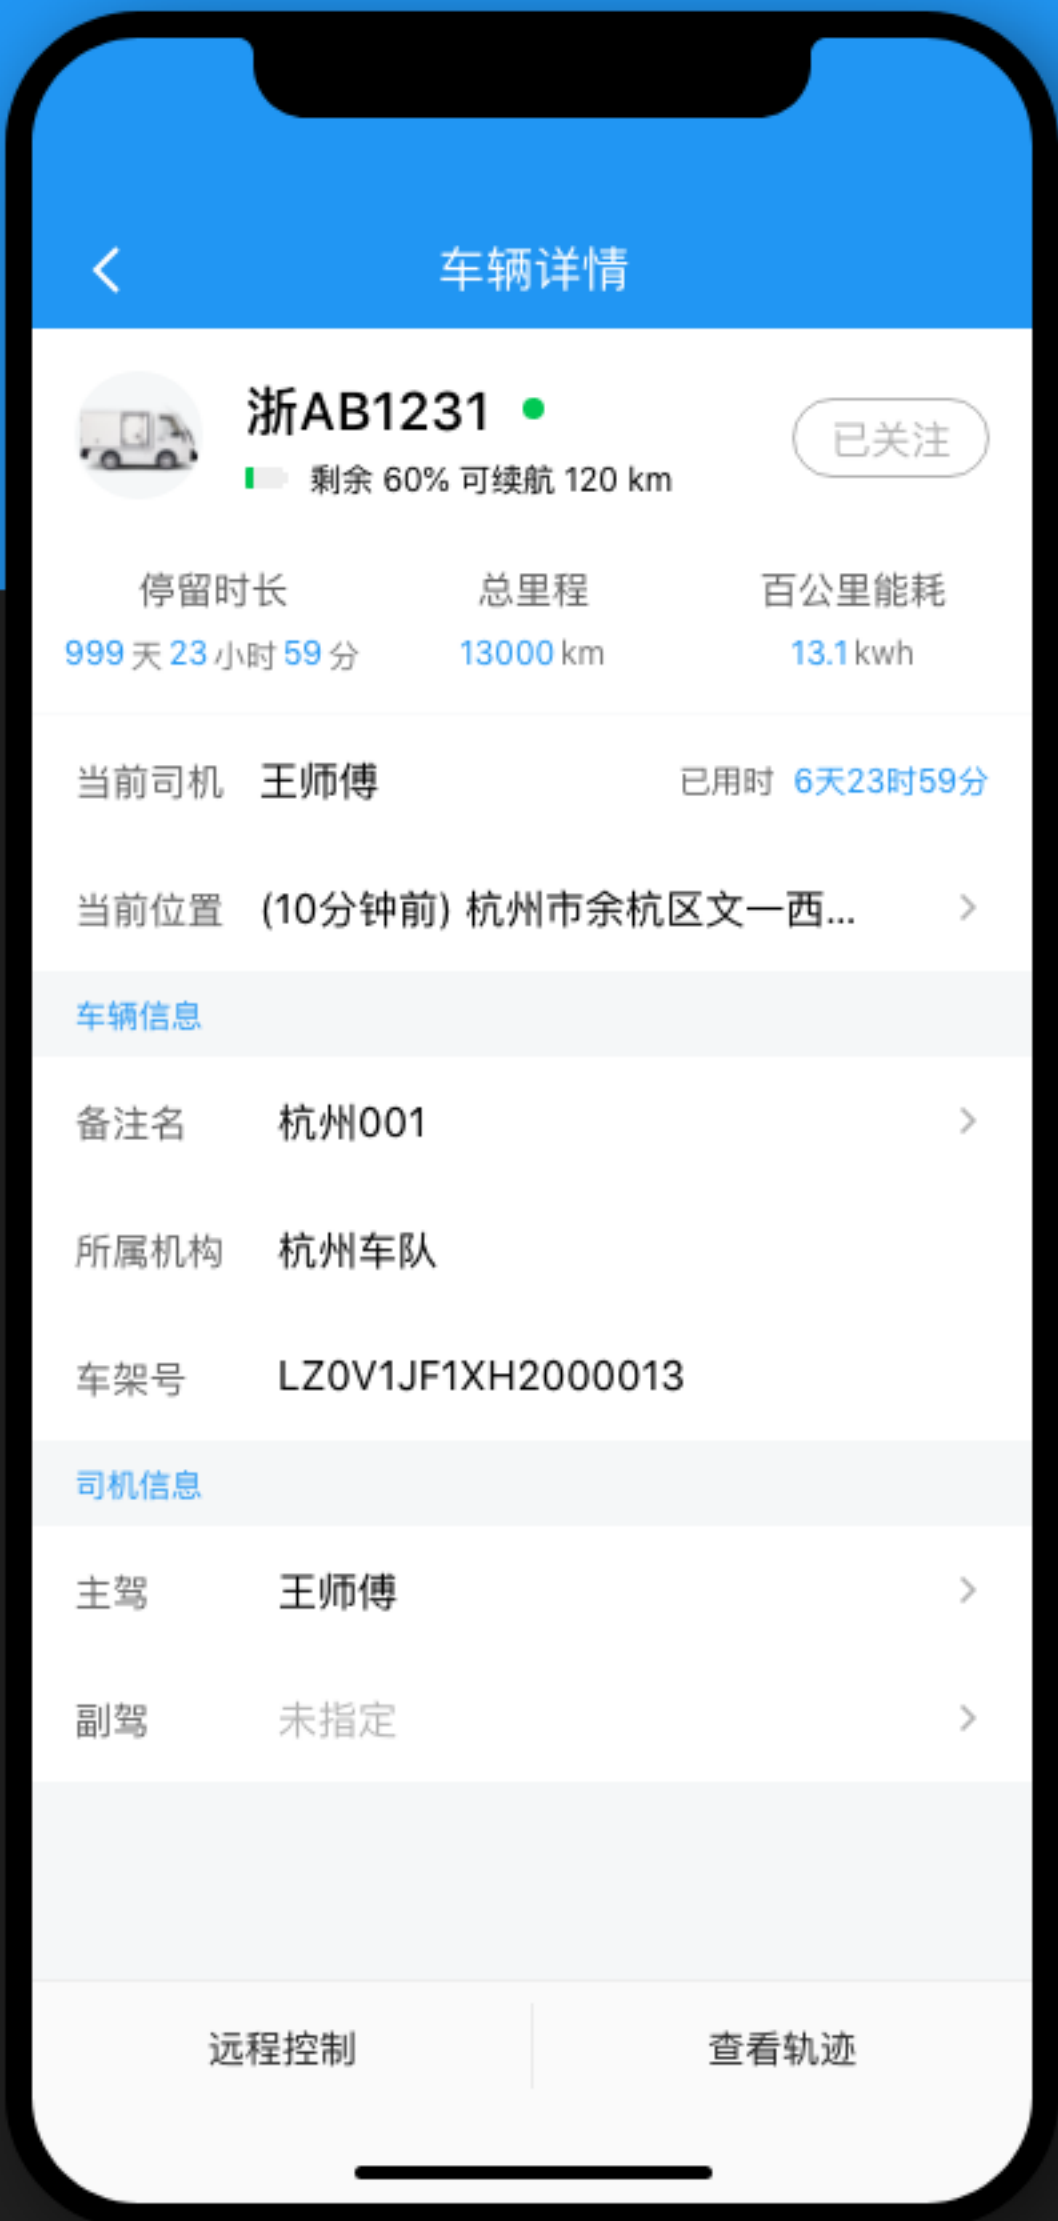 车辆详情
浙AB1231
已关注
剩余 60% 可续航 120 km
停留时长 总里程 百公里能耗
999 天 23 小时 59 分 13000 km 13.1 kwh
当前司机 王师傅 已用时 6天23时59分
当前位置 (10分钟前) 杭州市余杭区文一西...
车辆信息
备注名 杭州001
所属机构 杭州车队
车架号 LZ0V1JF1XH2000013
司机信息
主驾 王师傅
副驾 未指定
远程控制 查看轨迹